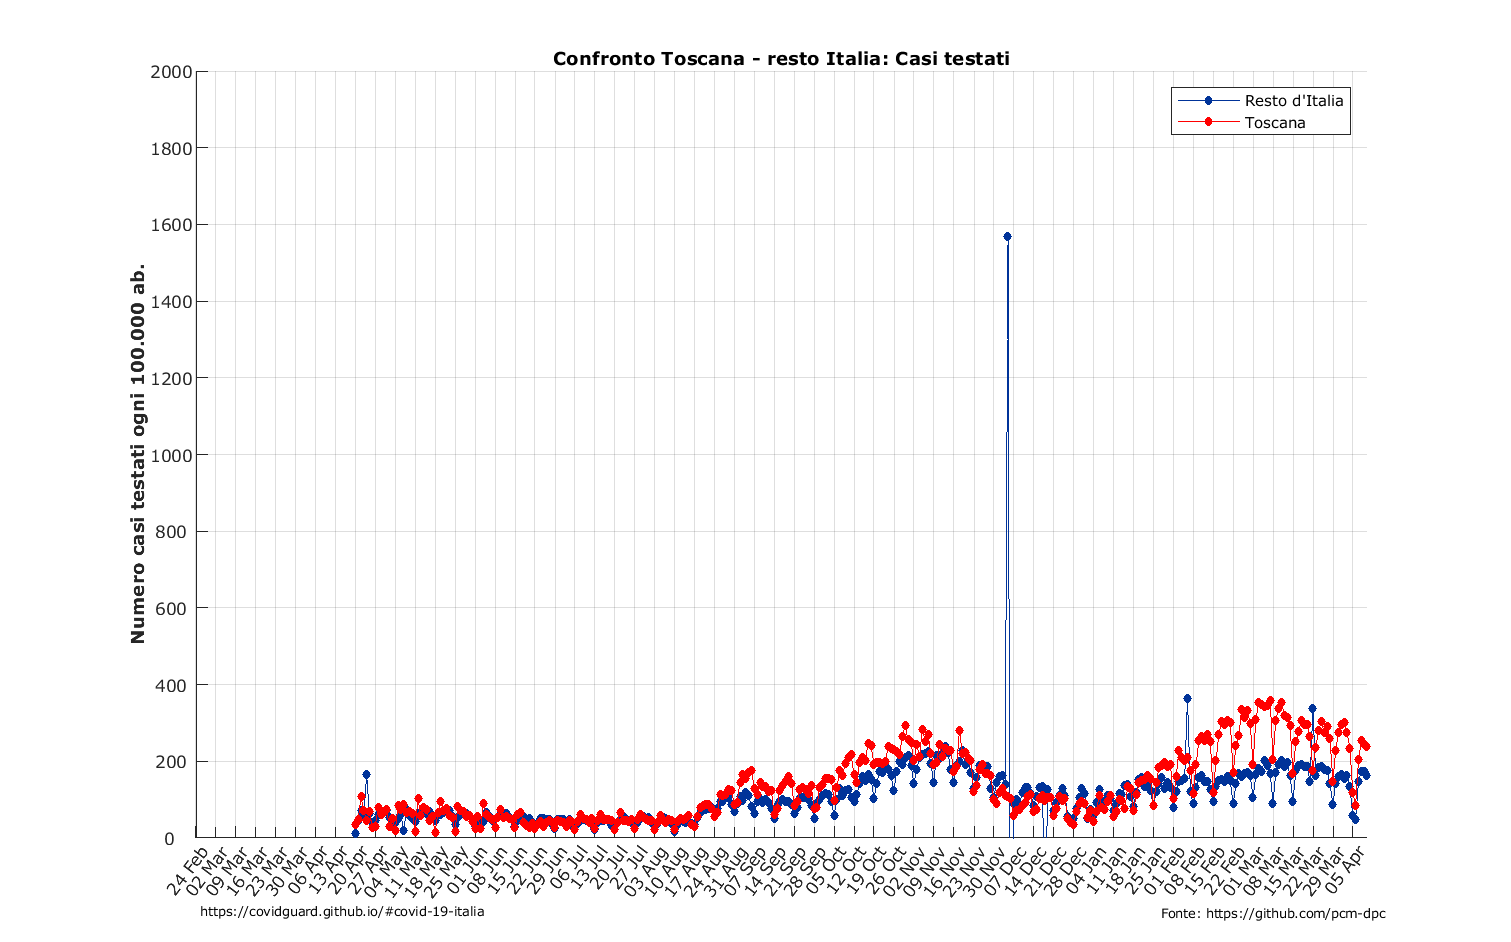 Confronto Toscana - resto Italia: Casi testati
Resto d'Italia
Toscana
Numero casi testati ogni 100.000 ab.
2000
1800
1600
1400
1200
1000
800
600
400
200
0
24 Feb
02 Mar
09 Mar
16 Mar
23 Mar
30 Mar
06 Apr
13 Apr
20 Apr
27 Apr
04 May
11 May
18 May
25 May
01 Jun
08 Jun
15 Jun
22 Jun
29 Jun
06 Jul
13 Jul
20 Jul
27 Jul
03 Aug
10 Aug
17 Aug
24 Aug
31 Aug
07 Sep
14 Sep
21 Sep
28 Sep
05 Oct
12 Oct
19 Oct
26 Oct
02 Nov
09 Nov
16 Nov
23 Nov
30 Nov
07 Dec
14 Dec
21 Dec
28 Dec
04 Jan
11 Jan
18 Jan
25 Jan
01 Feb
08 Feb
15 Feb
22 Feb
01 Mar
08 Mar
15 Mar
22 Mar
29 Mar
05 Apr
https://covidguard.github.io/#covid-19-italia
Fonte: https://github.com/pcm-dpc